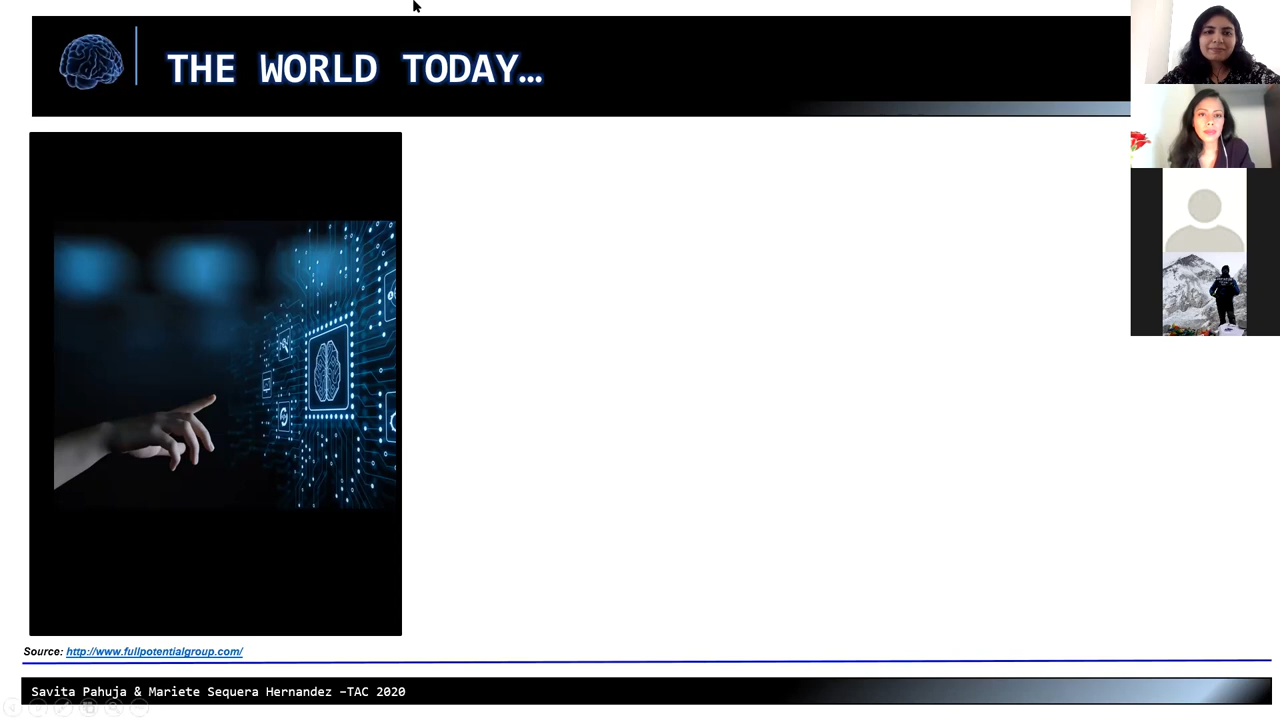 THE WORLD TODAY…
Source: http://www.fullpotentialgroup.com/
Savita Pahuja & Mariete Sequera Hernandez –TAC 2020